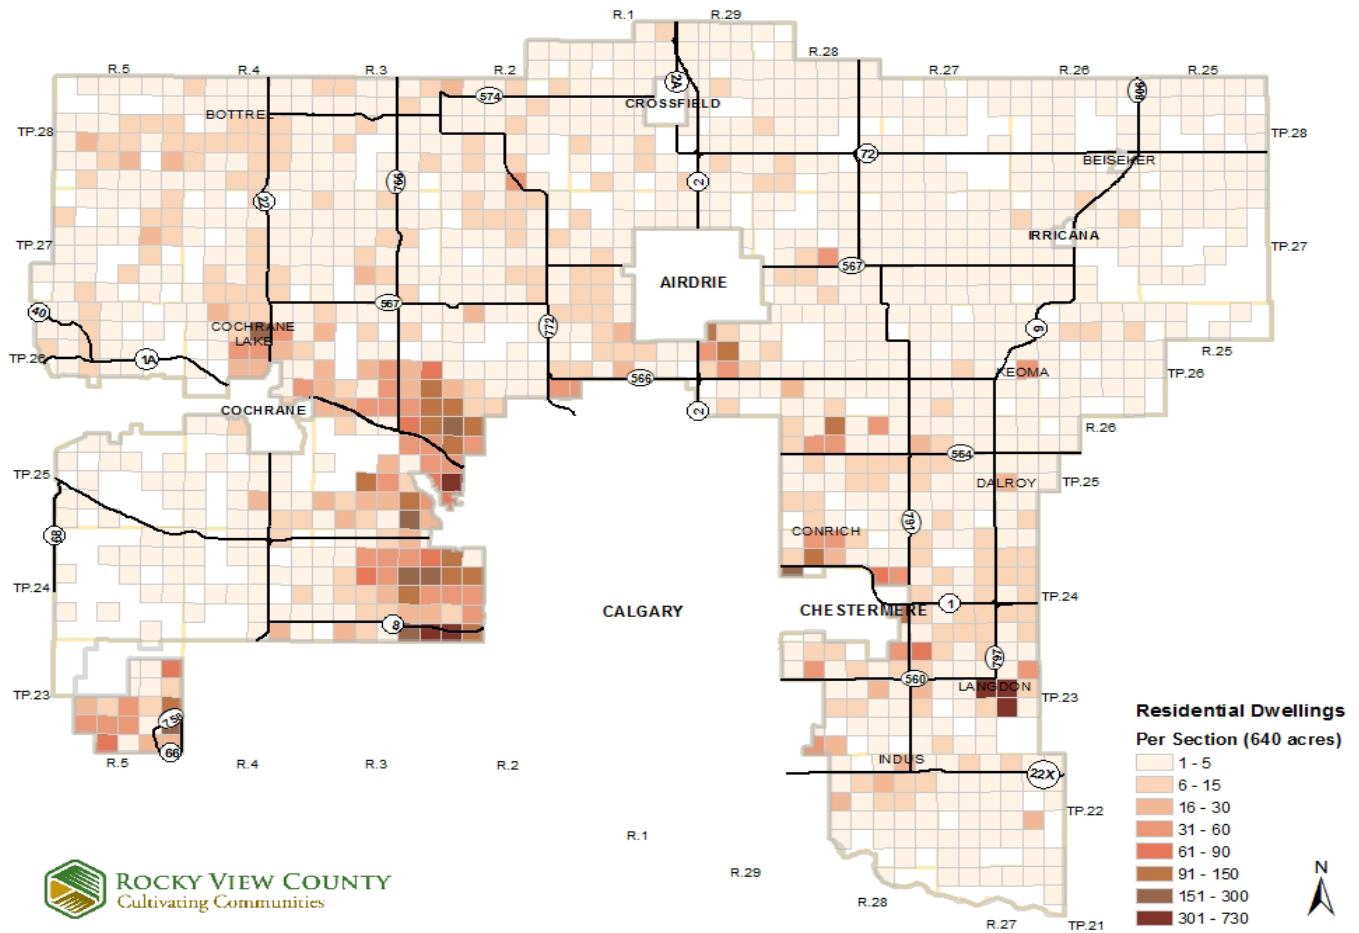 R.1
R.29
R.28
R.5
R.4
R.3
R.2
R.27
R.26
R.25
2A
574
908
CROSSFIELD
BOTTREL
TP.28
TP.28
72
BEISEKER
766
2
22
IRRICANA
TP.27
TP.27
567
AIRDRIE
567
40
COCHRANE
LAKE
772
9
1A
TP.26
R.25
KEOMA
TP.26
566
COCHRANE
2
R.26
564
TP.25
DALROY
TP.25
791
CONRICH
68
TP.24
TP.24
CALGARY
CHESTERMERE
1
8
797
560
LANGDON
TP.23
TP.23
758
66
R.5
R.4
R.3
R.2
INDUS
22X
TP.22
R.1
R.29
R.28
R.27
TP.21
Residential Dwellings
Per Section (640 acres)
1 - 5
6 - 15
16 - 30
31 - 60
61 - 90
91 - 150
151 - 300
301 - 730
N
ROCKY VIEW COUNTY
Cultivating Communities